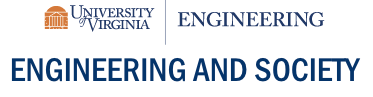 UNIVERSITY
of VIRGINIA
ENGINEERING
ENGINEERING AND SOCIETY